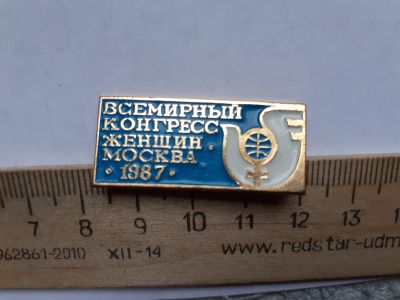 ВСЕМИРНЫЙ
КОНГРЕСС
ЖЕНЩИН
МОСКВА
· 1987 ·
7 8 9 10 11 12 13
962861-2010 XII-14 www.redstar-udm